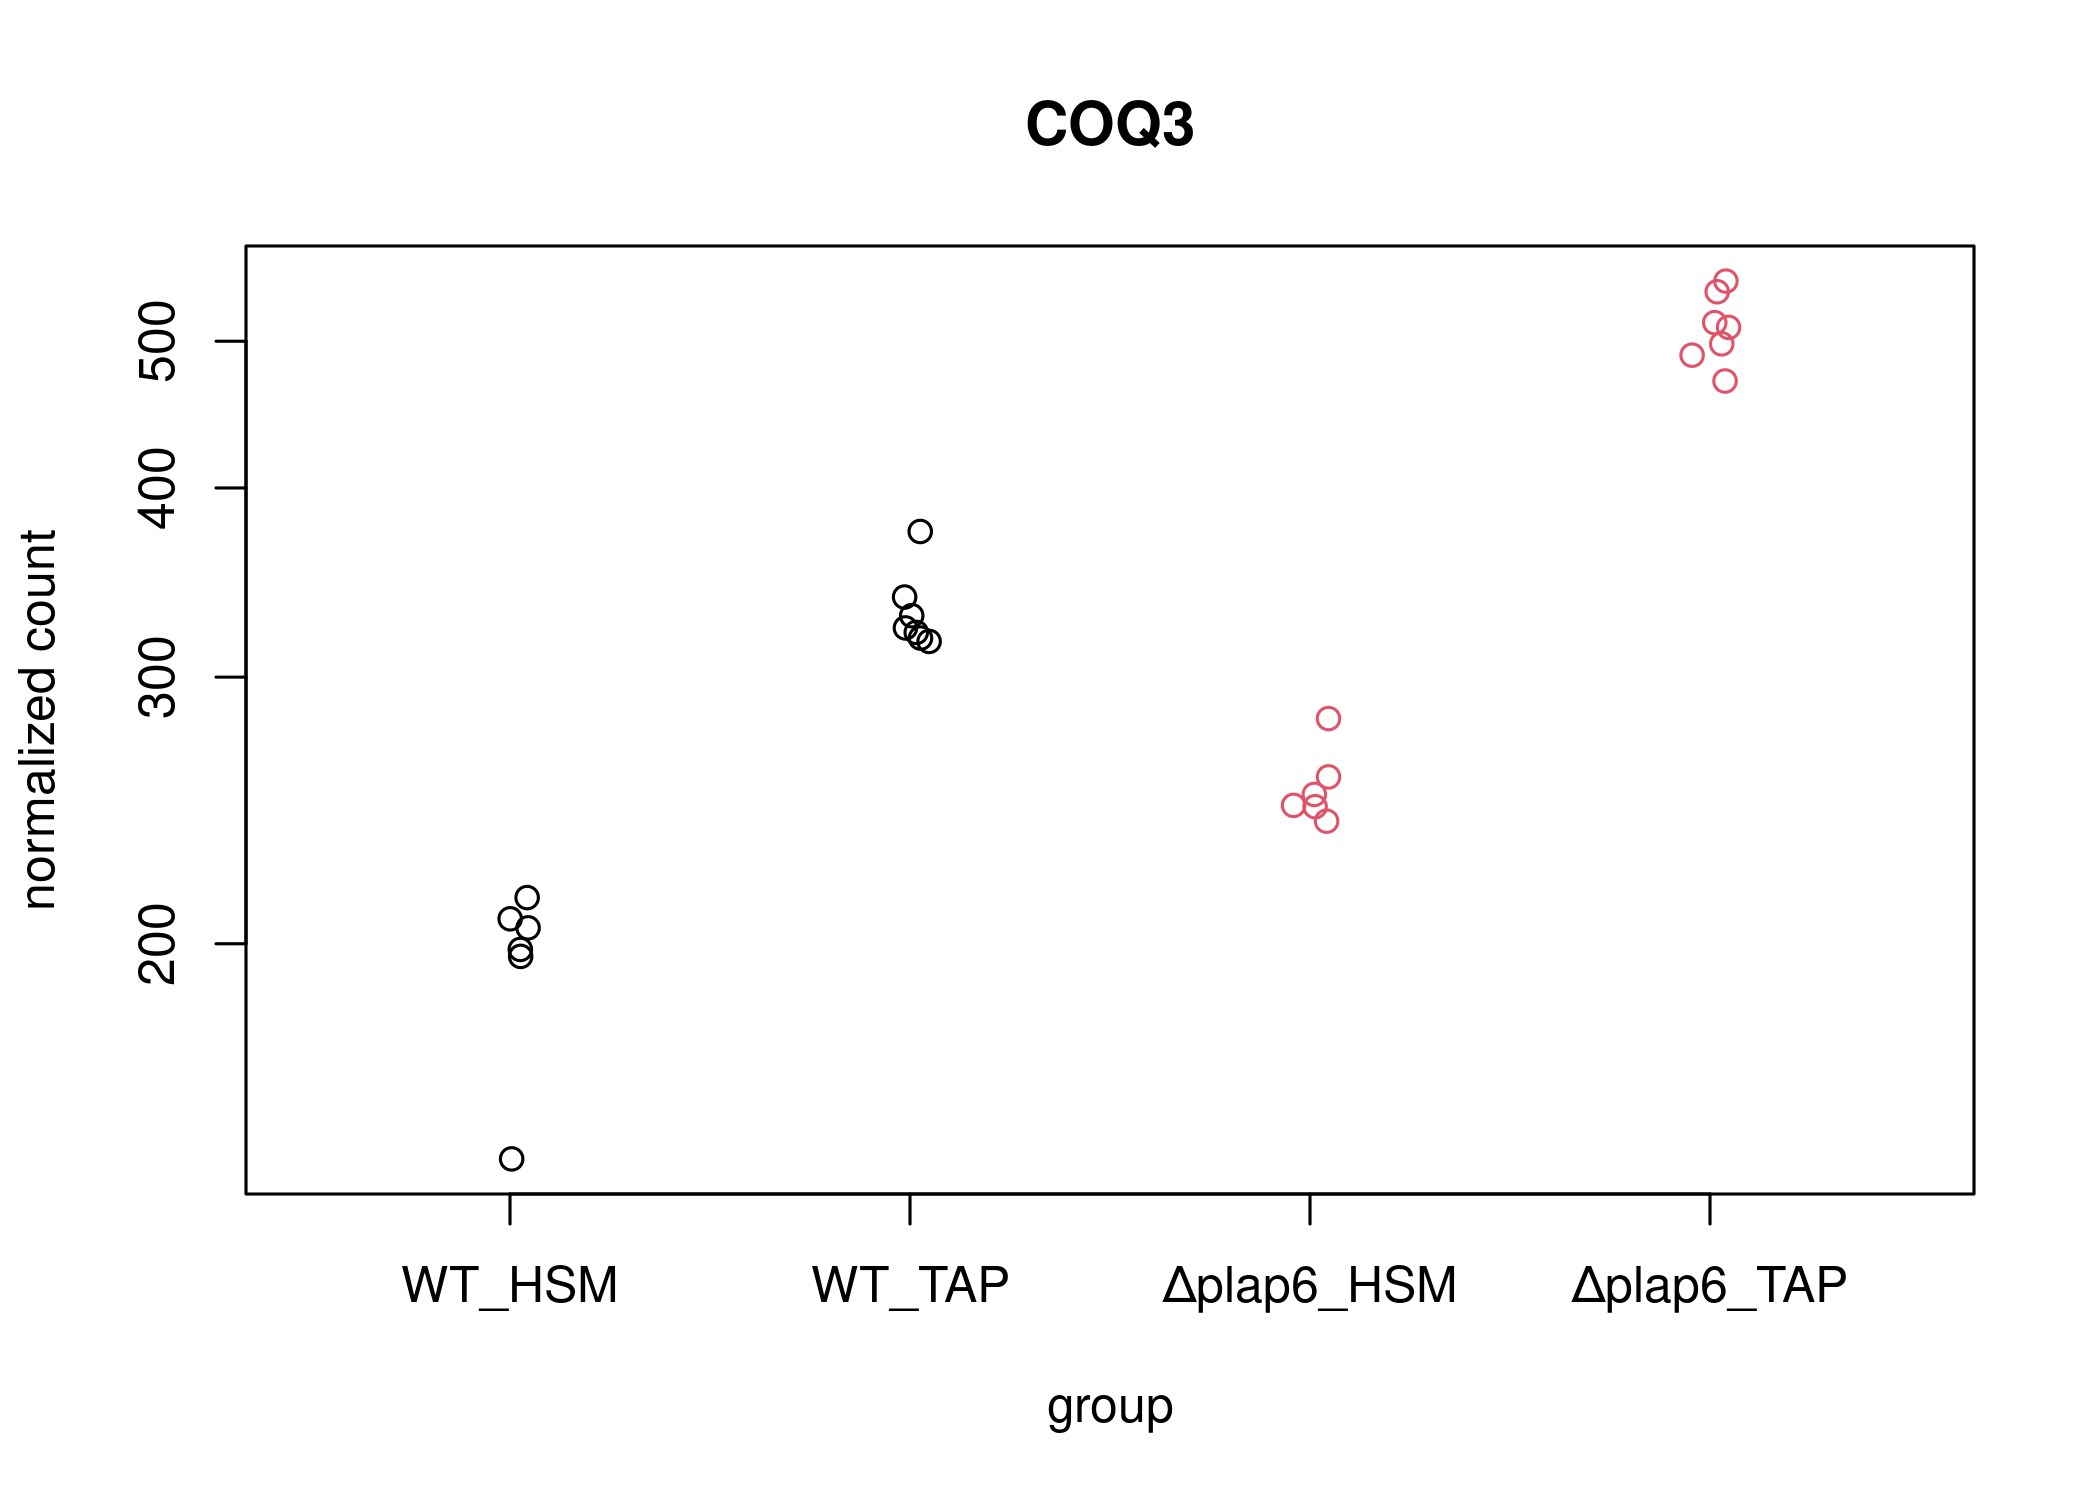 COQ3
normalized count
500
400
300
200
WT_HSM WT_TAP Δplap6_HSM Δplap6_TAP
group